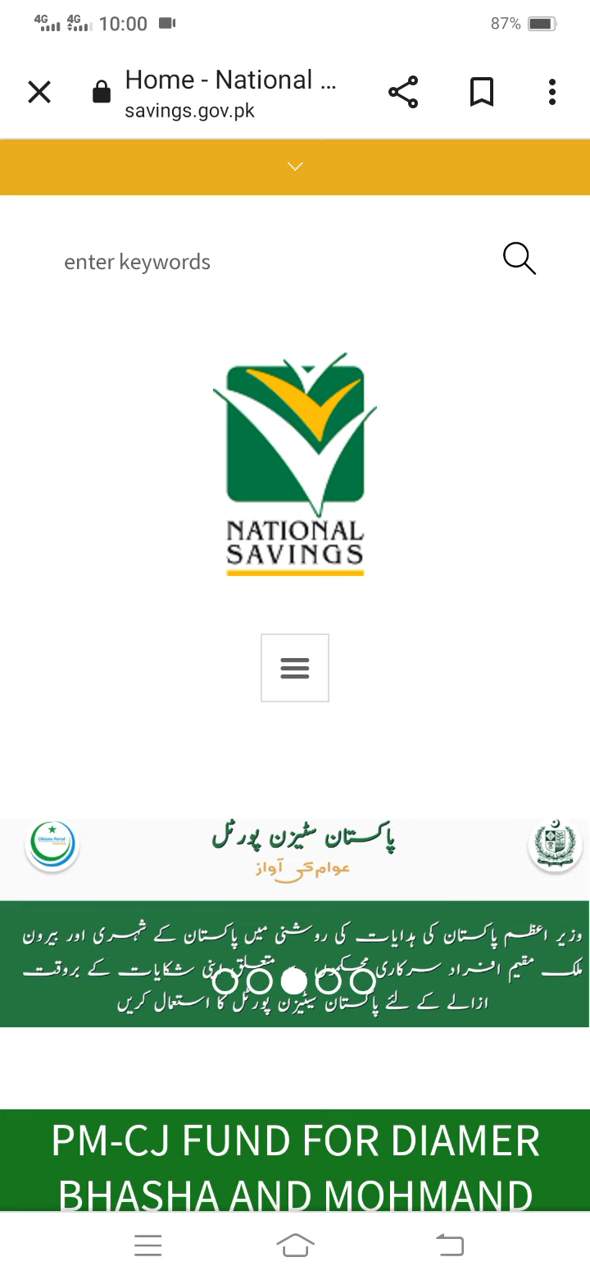 4G 4G 10:00 87%
Home - National ...
savings.gov.pk
enter keywords
NATIONAL
SAVINGS
پاکستان سٹیزن پورٹل
عوام کی آواز
وزیر اعظم پاکستان کی ہدایات کی روشنی میں پاکستان کے شہری اور بیرون
ملک مقیم افراد سرکاری محکموں متعلق اپنی شکایات کے بروقت
ازالے کے لئے پاکستان سیٹیزن پورٹل کا استعمال کریں
PM-CJ FUND FOR DIAMER
BHASHA AND MOHMAND